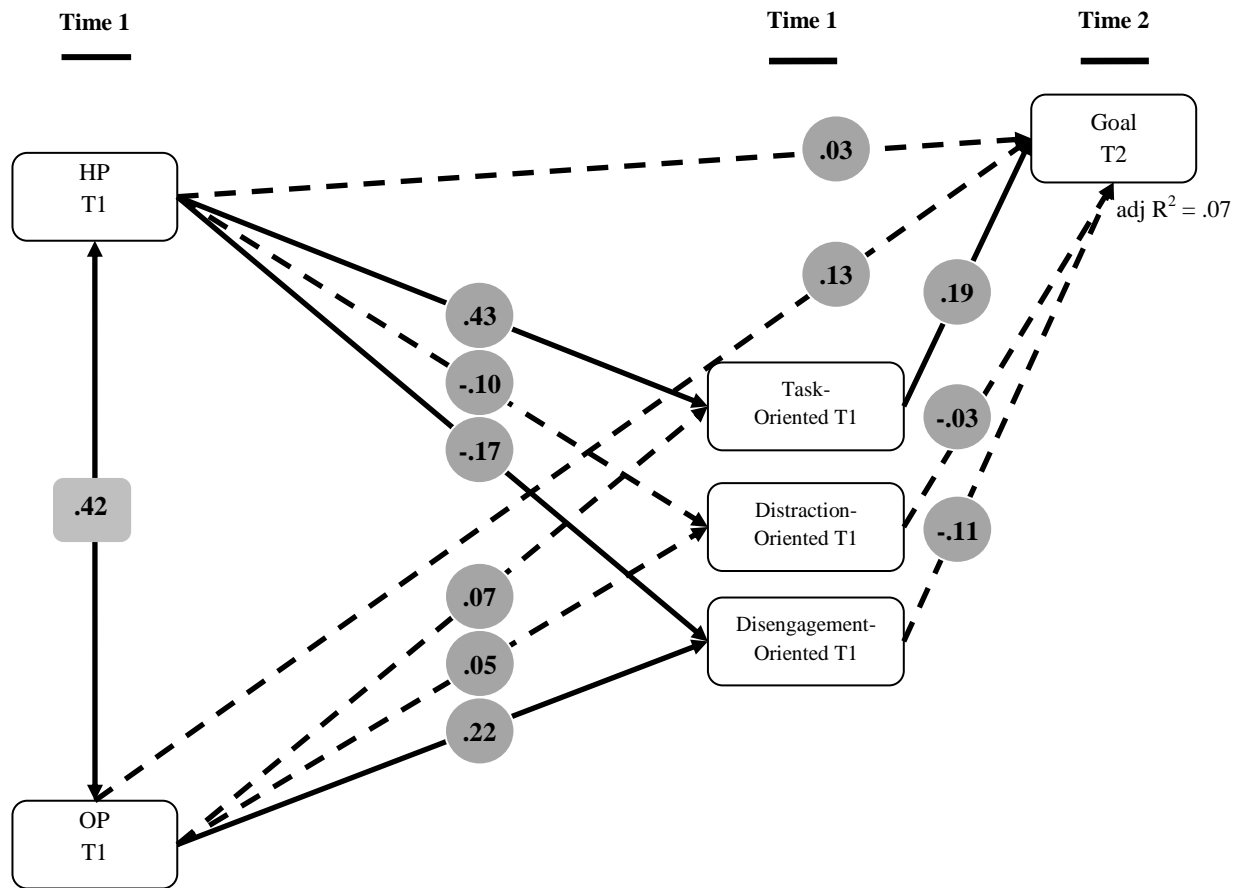 Time 1
Time 1
Time 2
Goal
T2
adj R² = .07
HP
T1
.03
.13
.19
.43
-.10
-.17
Task-
Oriented T1
-.03
.42
Distraction-
Oriented T1
-.11
.07
.05
.22
Disengagement-
Oriented T1
OP
T1